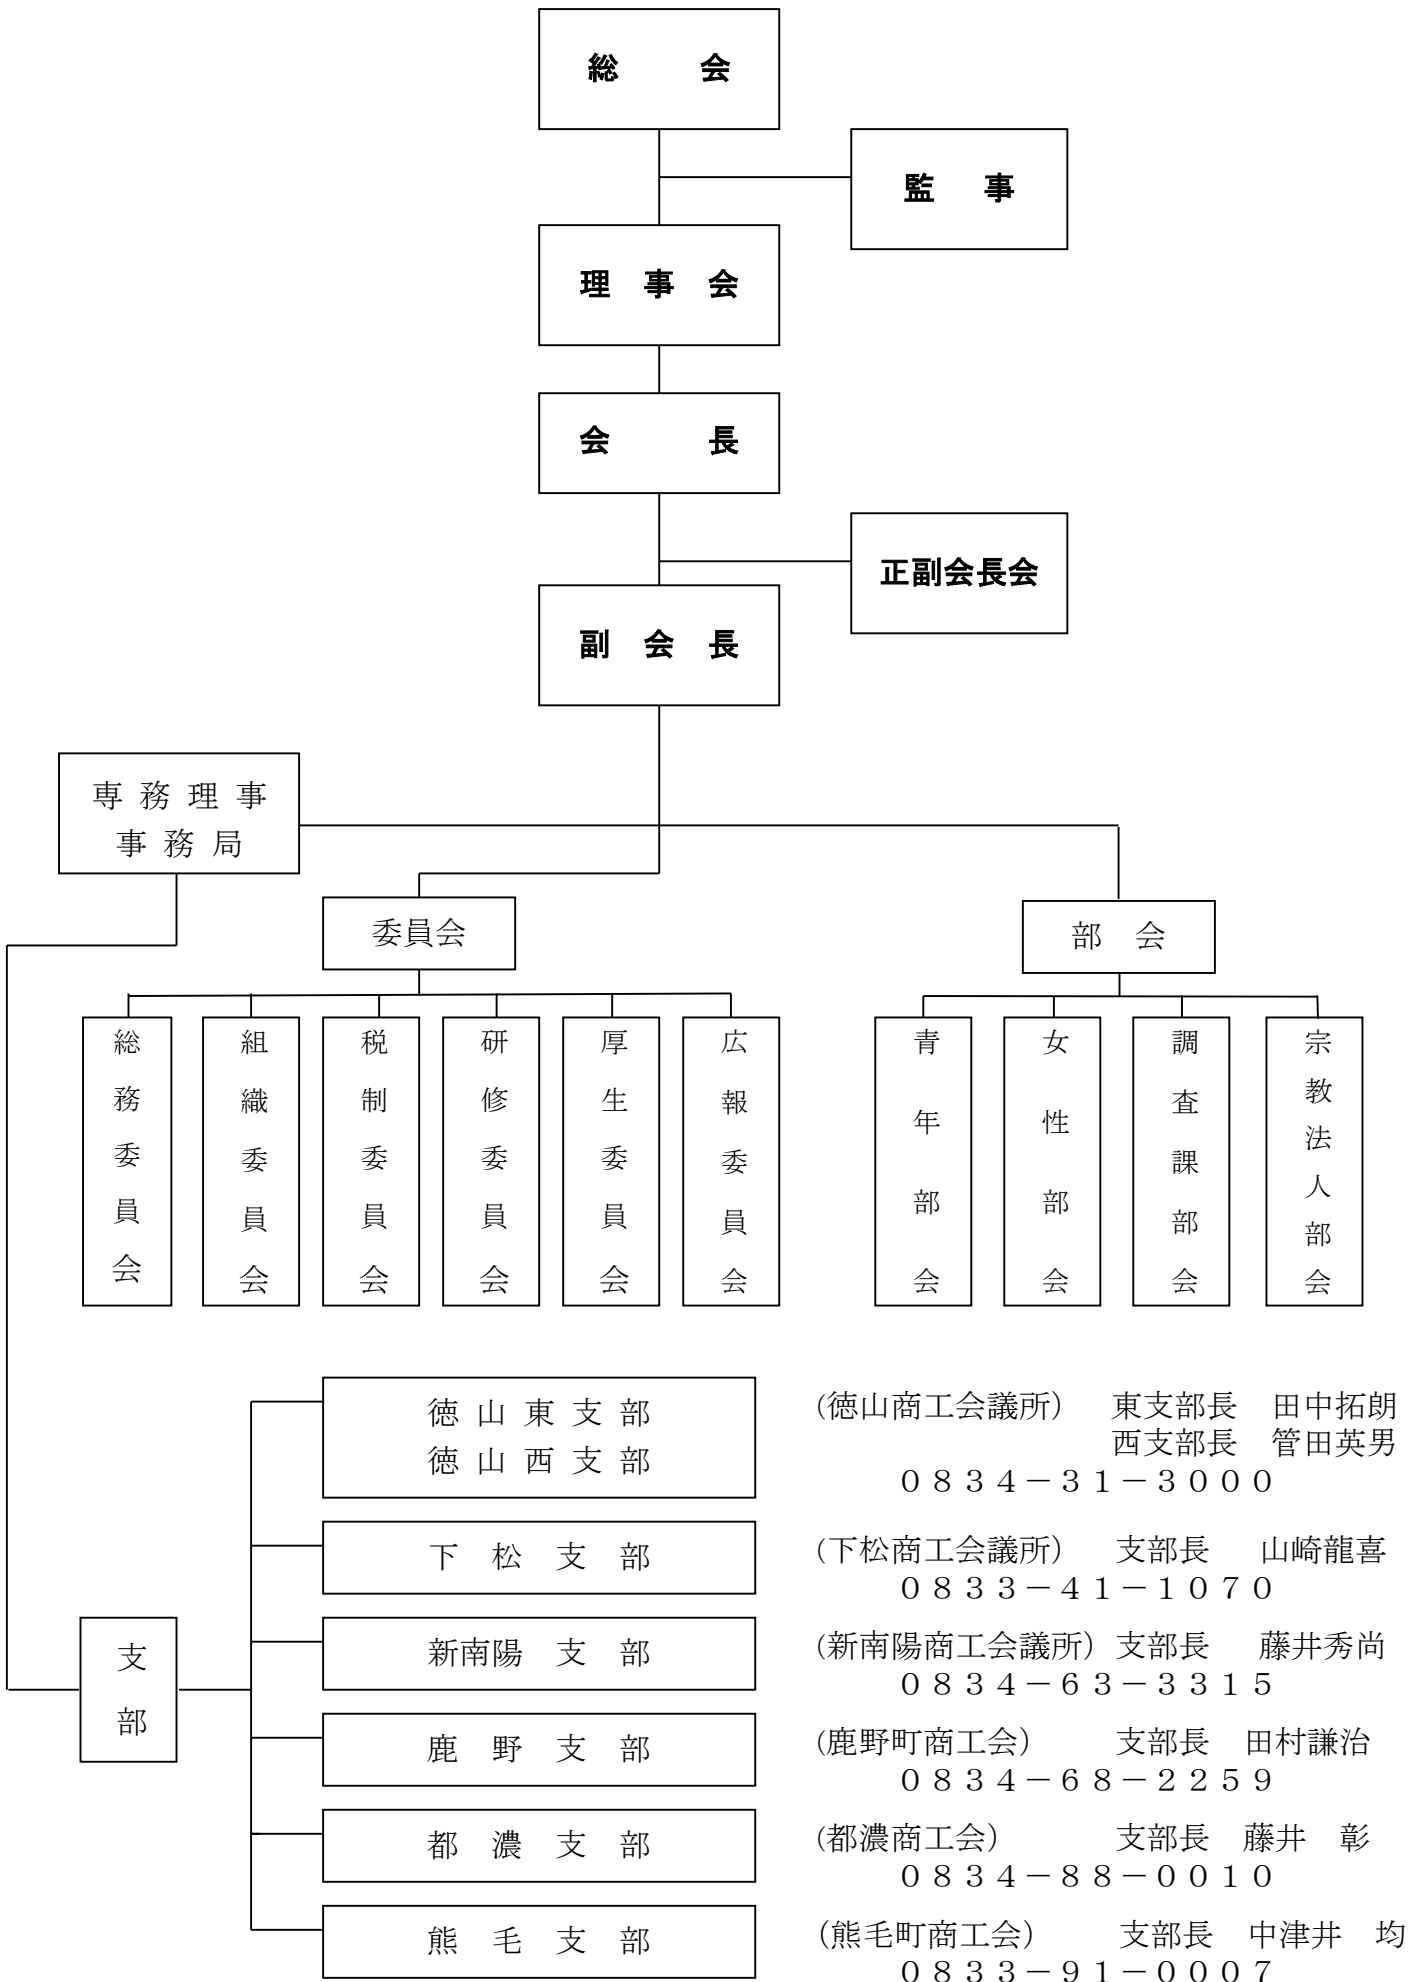 総　　会
監　事
理　事　会
会　　　長
正副会長会
副　会　長
専 務 理 事
事 務 局
委員会
部　会
総務委員会
組織委員会
税制委員会
研修委員会
厚生委員会
広報委員会
青年部会
女性部会
調査課部会
宗教法人部会
徳 山 東 支 部
徳 山 西 支 部
(徳山商工会議所)　東支部長　田中拓朗
西支部長　管田英男
０８３４－３１－３０００
下　松　支　部
(下松商工会議所)　支部長　山崎龍喜
０８３３－４１－１０７０
支部
新南陽　支　部
(新南陽商工会議所) 支部長　藤井秀尚
０８３４－６３－３３１５
鹿　野　支　部
(鹿野町商工会)　支部長　田村謙治
０８３４－６８－２２５９
都　濃　支　部
(都濃商工会)　支部長　藤井　彰
０８３４－８８－００１０
熊　毛　支　部
(熊毛町商工会)　支部長　中津井　均
０８３３－９１－０００７